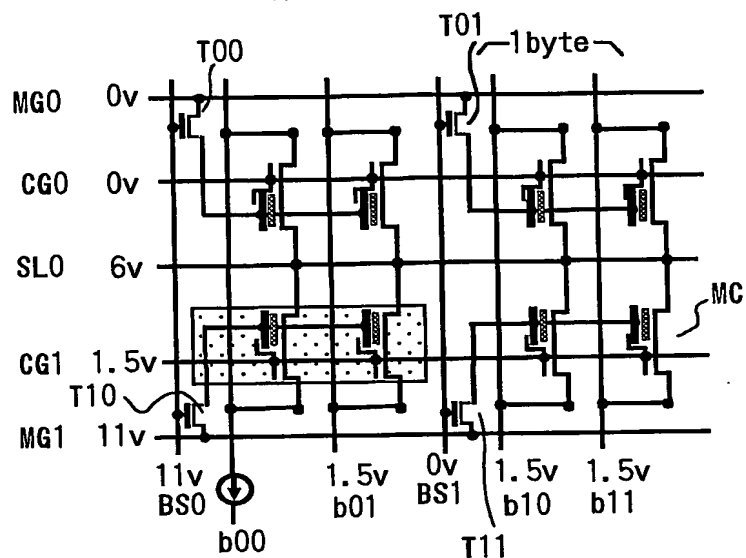 T01
T00
1byte
MG0 0v
CG0 0v
SL0 6v
MC
CG1 1.5v
T10
MG1 11v
11v 1.5v 0v 1.5v 1.5v
BS0 b01 BS1 b10 b11
b00
T11